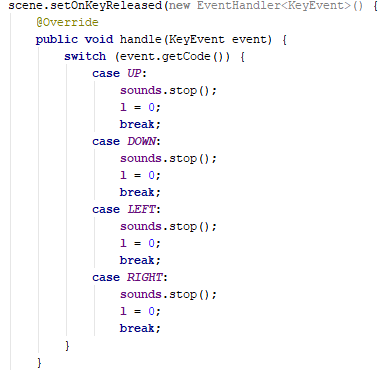 scene.setOnKeyReleased(new EventHandler<KeyEvent>() {
    @Override
    public void handle(KeyEvent event) {
        switch (event.getCode()) {
            case UP:
                sounds.stop();
                l = 0;
                break;
            case DOWN:
                sounds.stop();
                l = 0;
                break;
            case LEFT:
                sounds.stop();
                l = 0;
                break;
            case RIGHT:
                sounds.stop();
                l = 0;
                break;
        }
    }